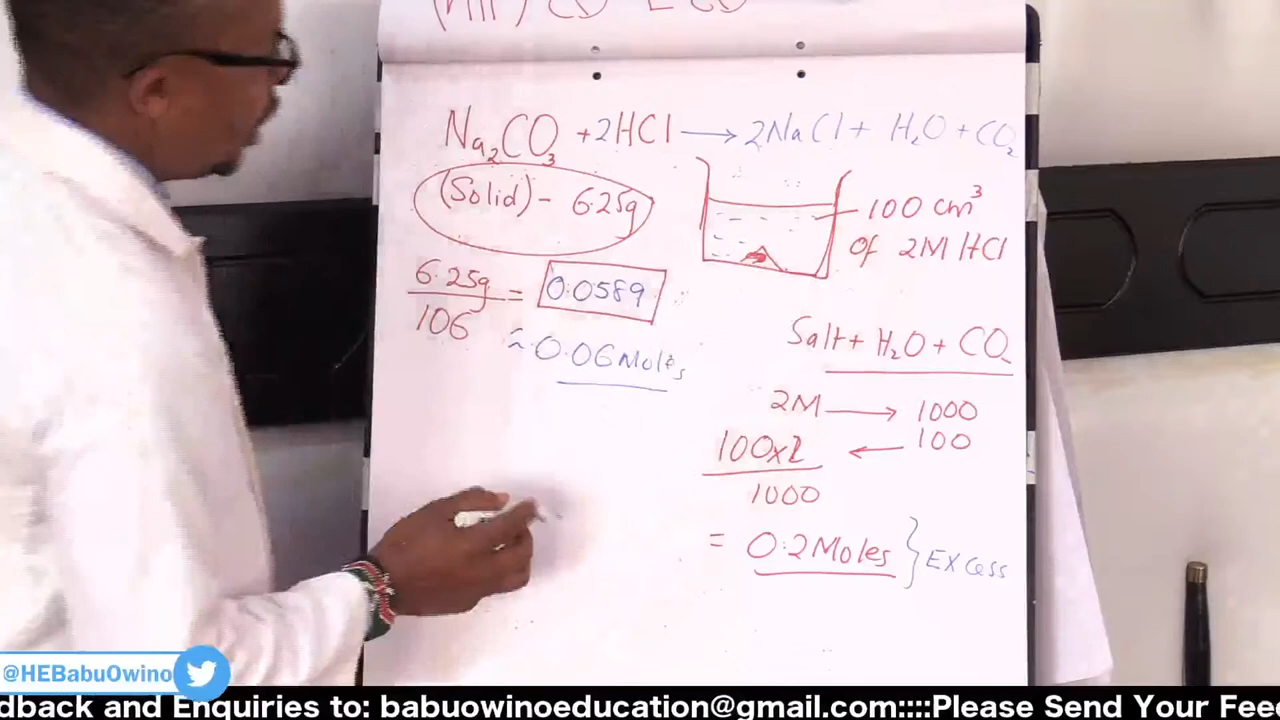 Na₂CO₃ + 2HCl → 2NaCl + H₂O + CO₂
(Solid) - 6.25g
100 cm³
of 2M HCl
6.25g
106
= 0.0589
~ 0.06 Moles
Salt + H₂O + CO₂
2M → 1000
100x2 ← 100
1000
= 0.2 Moles } Excess
@HEBabuOwino
dback and Enquiries to: babuowinoeducation@gmail.com::::Please Send Your Fee